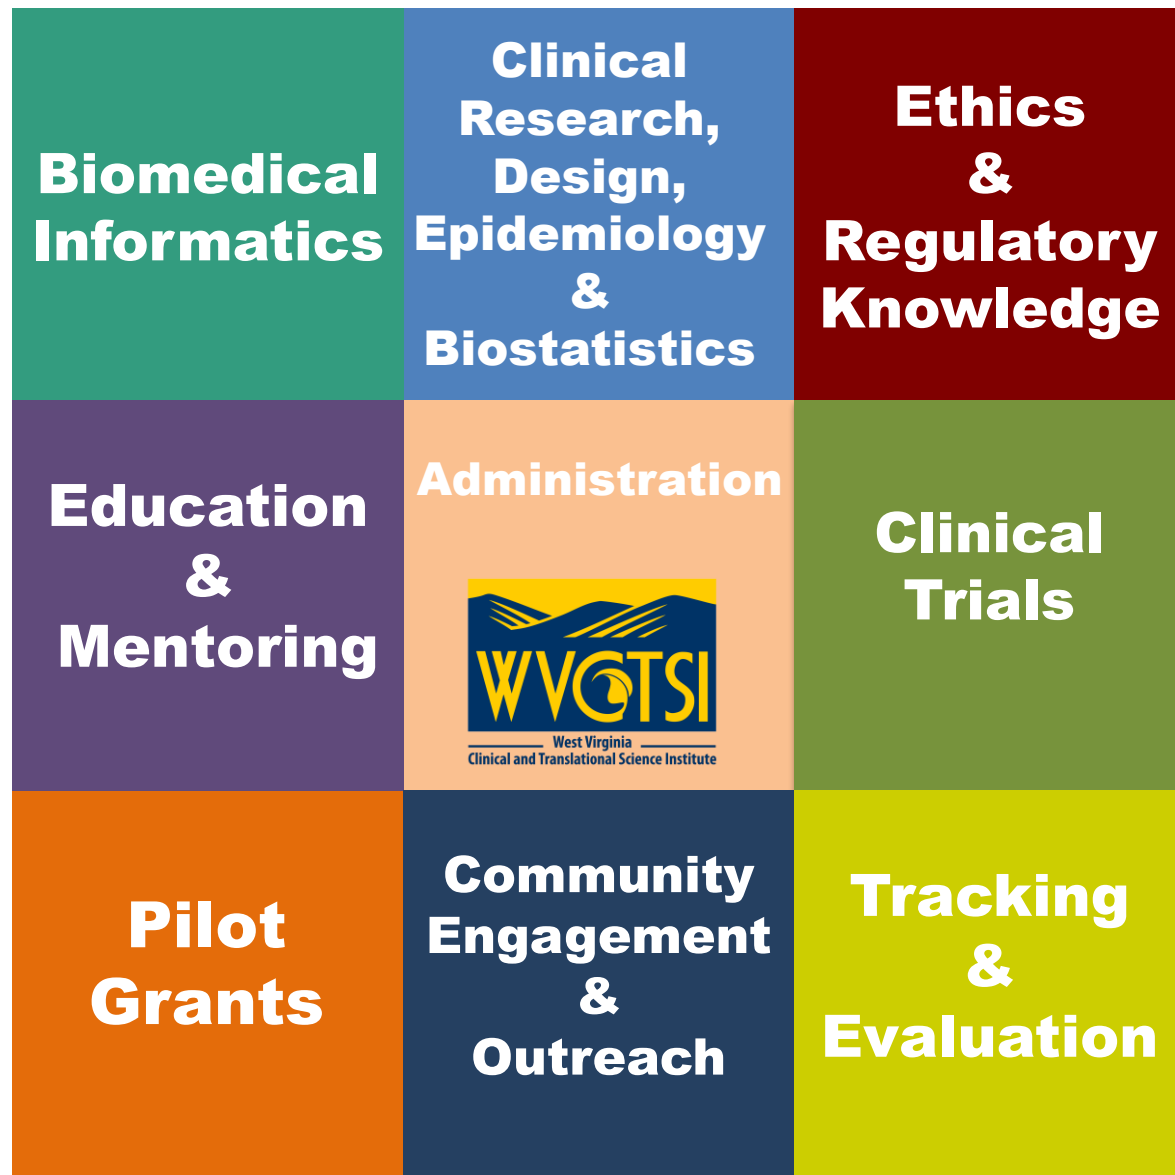 Biomedical
Informatics
Clinical
Research,
Design,
Epidemiology
&
Biostatistics
Ethics
&
Regulatory
Knowledge
Education
&
Mentoring
Administration
WVCTSI
West Virginia
Clinical and Translational Science Institute
Clinical
Trials
Pilot
Grants
Community
Engagement
&
Outreach
Tracking
&
Evaluation